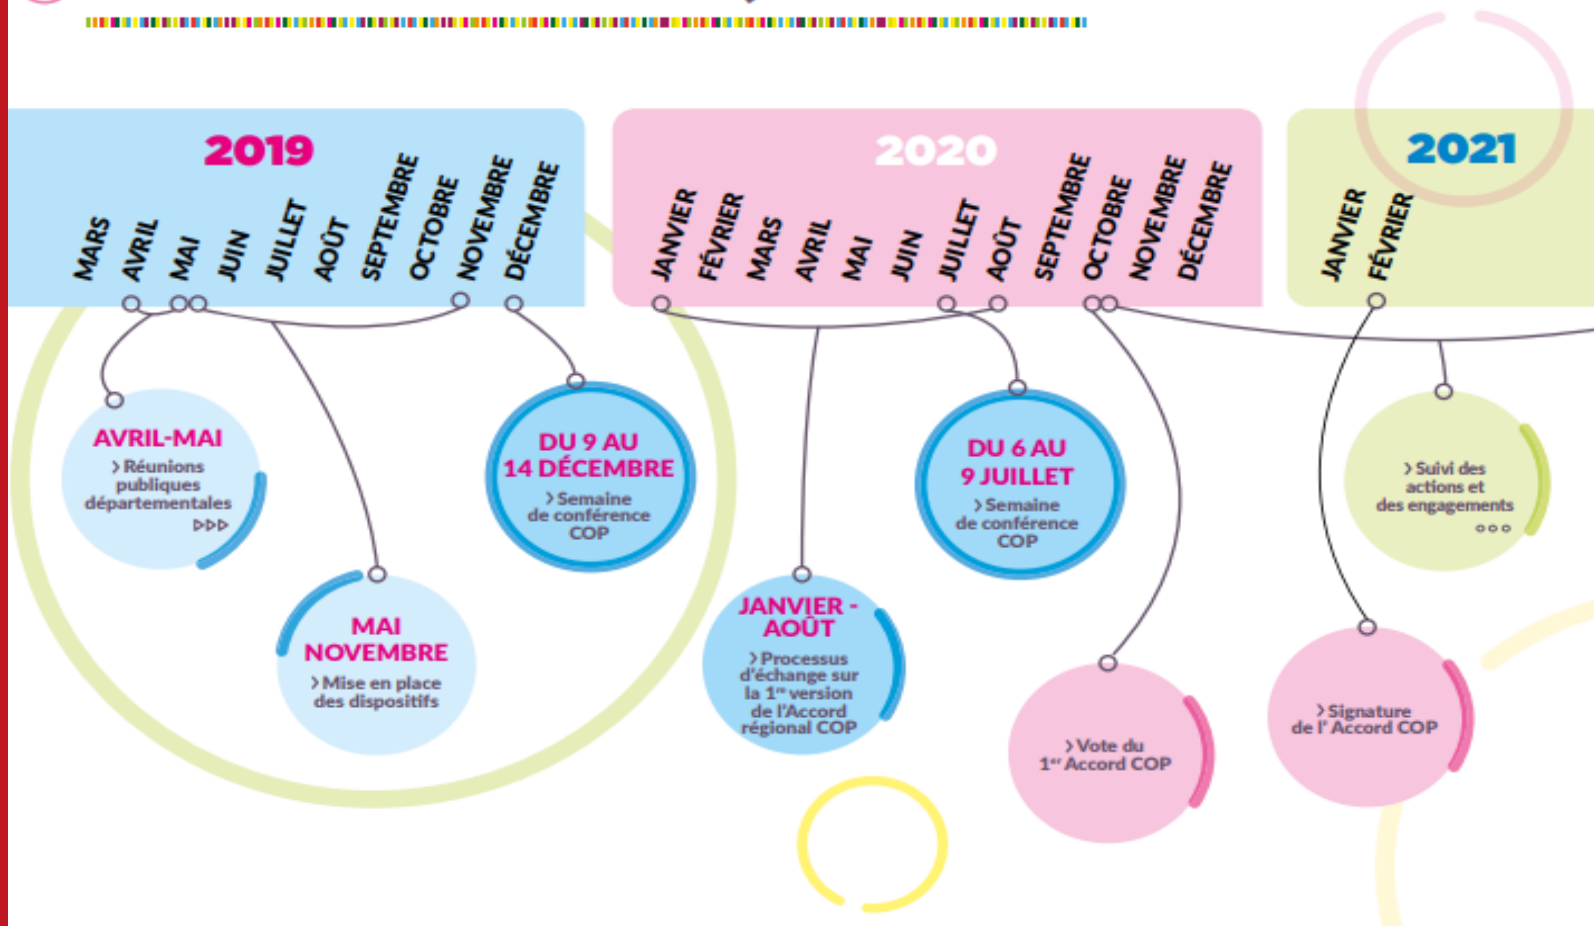 2019
MARS
AVRIL
MAI
JUIN
JUILLET
AOÛT
SEPTEMBRE
OCTOBRE
NOVEMBRE
DÉCEMBRE
2020
JANVIER
FÉVRIER
MARS
AVRIL
MAI
JUIN
JUILLET
AOÛT
SEPTEMBRE
OCTOBRE
NOVEMBRE
DÉCEMBRE
2021
JANVIER
FÉVRIER
AVRIL-MAI
> Réunions
publiques
départementales
MAI
NOVEMBRE
> Mise en place
des dispositifs
DU 9 AU
14 DÉCEMBRE
> Semaine
de conférence
COP
JANVIER -
AOÛT
> Processus
d'échange sur
la 1re version
de l'Accord
régional COP
DU 6 AU
9 JUILLET
> Semaine
de conférence
COP
> Vote du
1er Accord COP
> Signature
de l' Accord COP
> Suivi des
actions et
des engagements